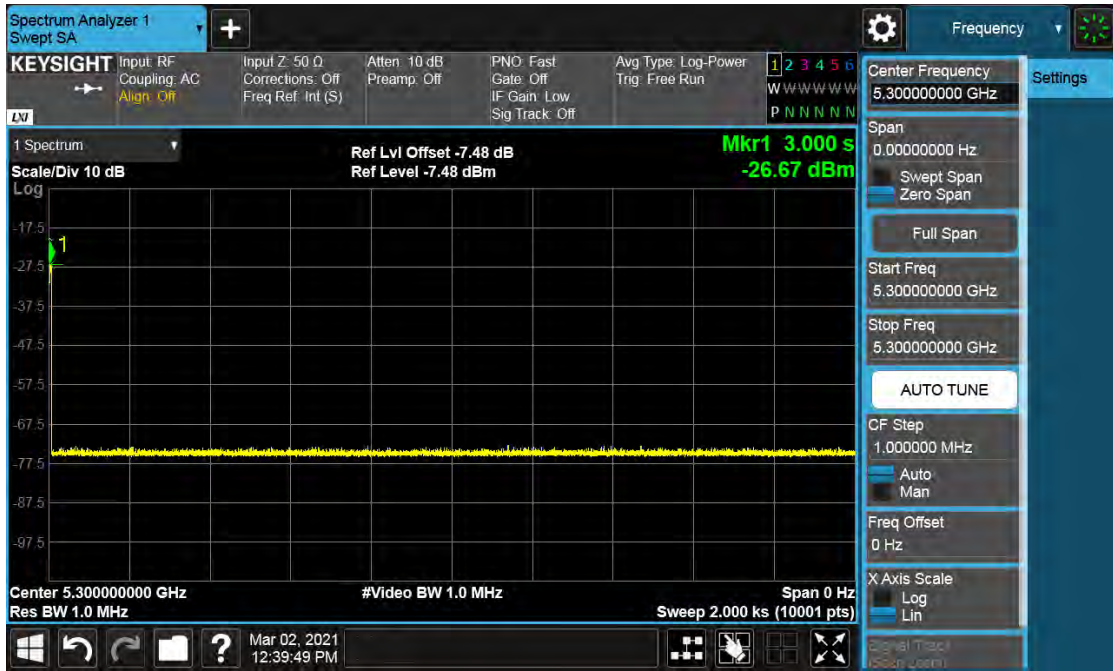 Spectrum Analyzer 1
Swept SA
+
Frequency
KEYSIGHT
LXI
Input: RF
Coupling: AC
Align: Off
Input Z: 50 Ω
Corrections: Off
Freq Ref: Int (S)
Atten: 10 dB
Preamp: Off
PNO: Fast
Gate: Off
IF Gain: Low
Sig Track: Off
Avg Type: Log-Power
Trig: Free Run
1 2 3 4 5 6
W W W W W W
P N N N N N
Center Frequency
5.300000000 GHz
Settings
Span
0.00000000 Hz
Swept Span
Zero Span
Full Span
Start Freq
5.300000000 GHz
Stop Freq
5.300000000 GHz
AUTO TUNE
CF Step
1.000000 MHz
Auto
Man
Freq Offset
0 Hz
X Axis Scale
Log
Lin
Signal Track
(Span Zoom)
1 Spectrum
Scale/Div 10 dB
Ref Lvl Offset -7.48 dB
Ref Level -7.48 dBm
Mkr1 3.000 s
-26.67 dBm
Log
-17.5
1
-27.5
-37.5
-47.5
-57.5
-67.5
-77.5
-87.5
-97.5
Center 5.300000000 GHz
Res BW 1.0 MHz
#Video BW 1.0 MHz
Span 0 Hz
Sweep 2.000 ks (10001 pts)
?
Mar 02, 2021
12:39:49 PM